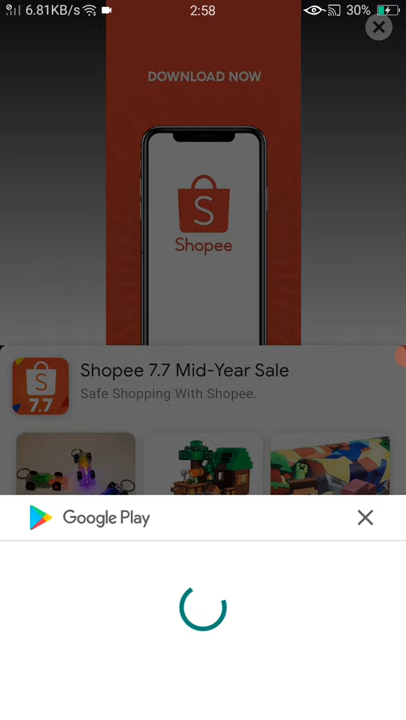 6.81KB/s 2:58 30%
DOWNLOAD NOW
S
Shopee
S
7.7
Shopee 7.7 Mid-Year Sale
Safe Shopping With Shopee.
Google Play